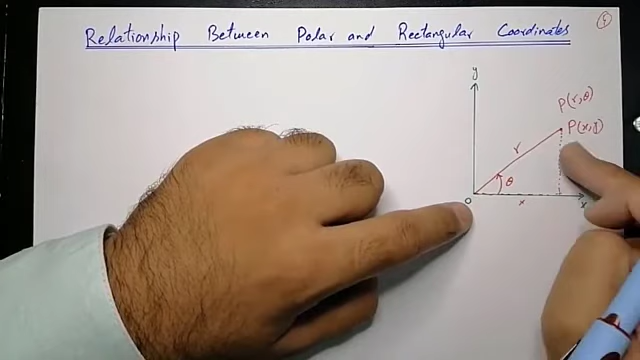 Relationship Between Polar and Rectangular Coordinates
y
P(r,θ)
P(x,y)
r
θ
O
x
x